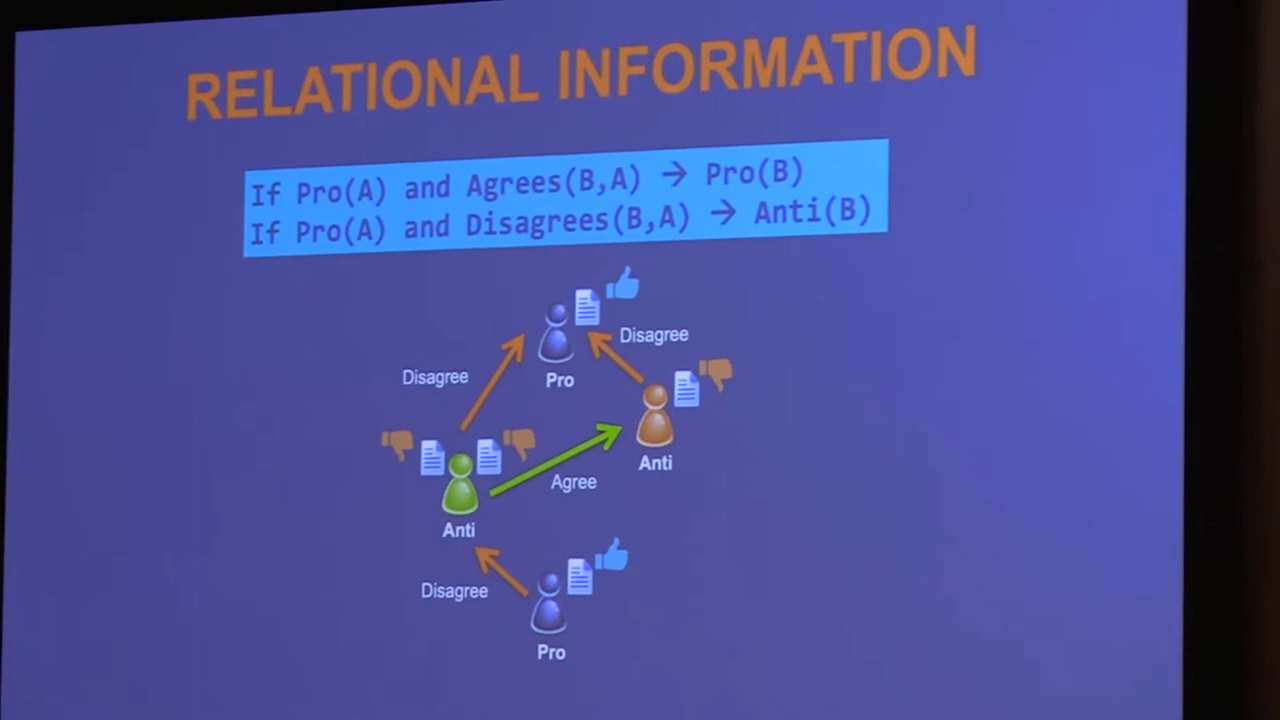 RELATIONAL INFORMATION
If Pro(A) and Agrees(B,A) → Pro(B)
If Pro(A) and Disagrees(B,A) → Anti(B)
Disagree
Disagree
Pro
Anti
Agree
Anti
Disagree
Pro